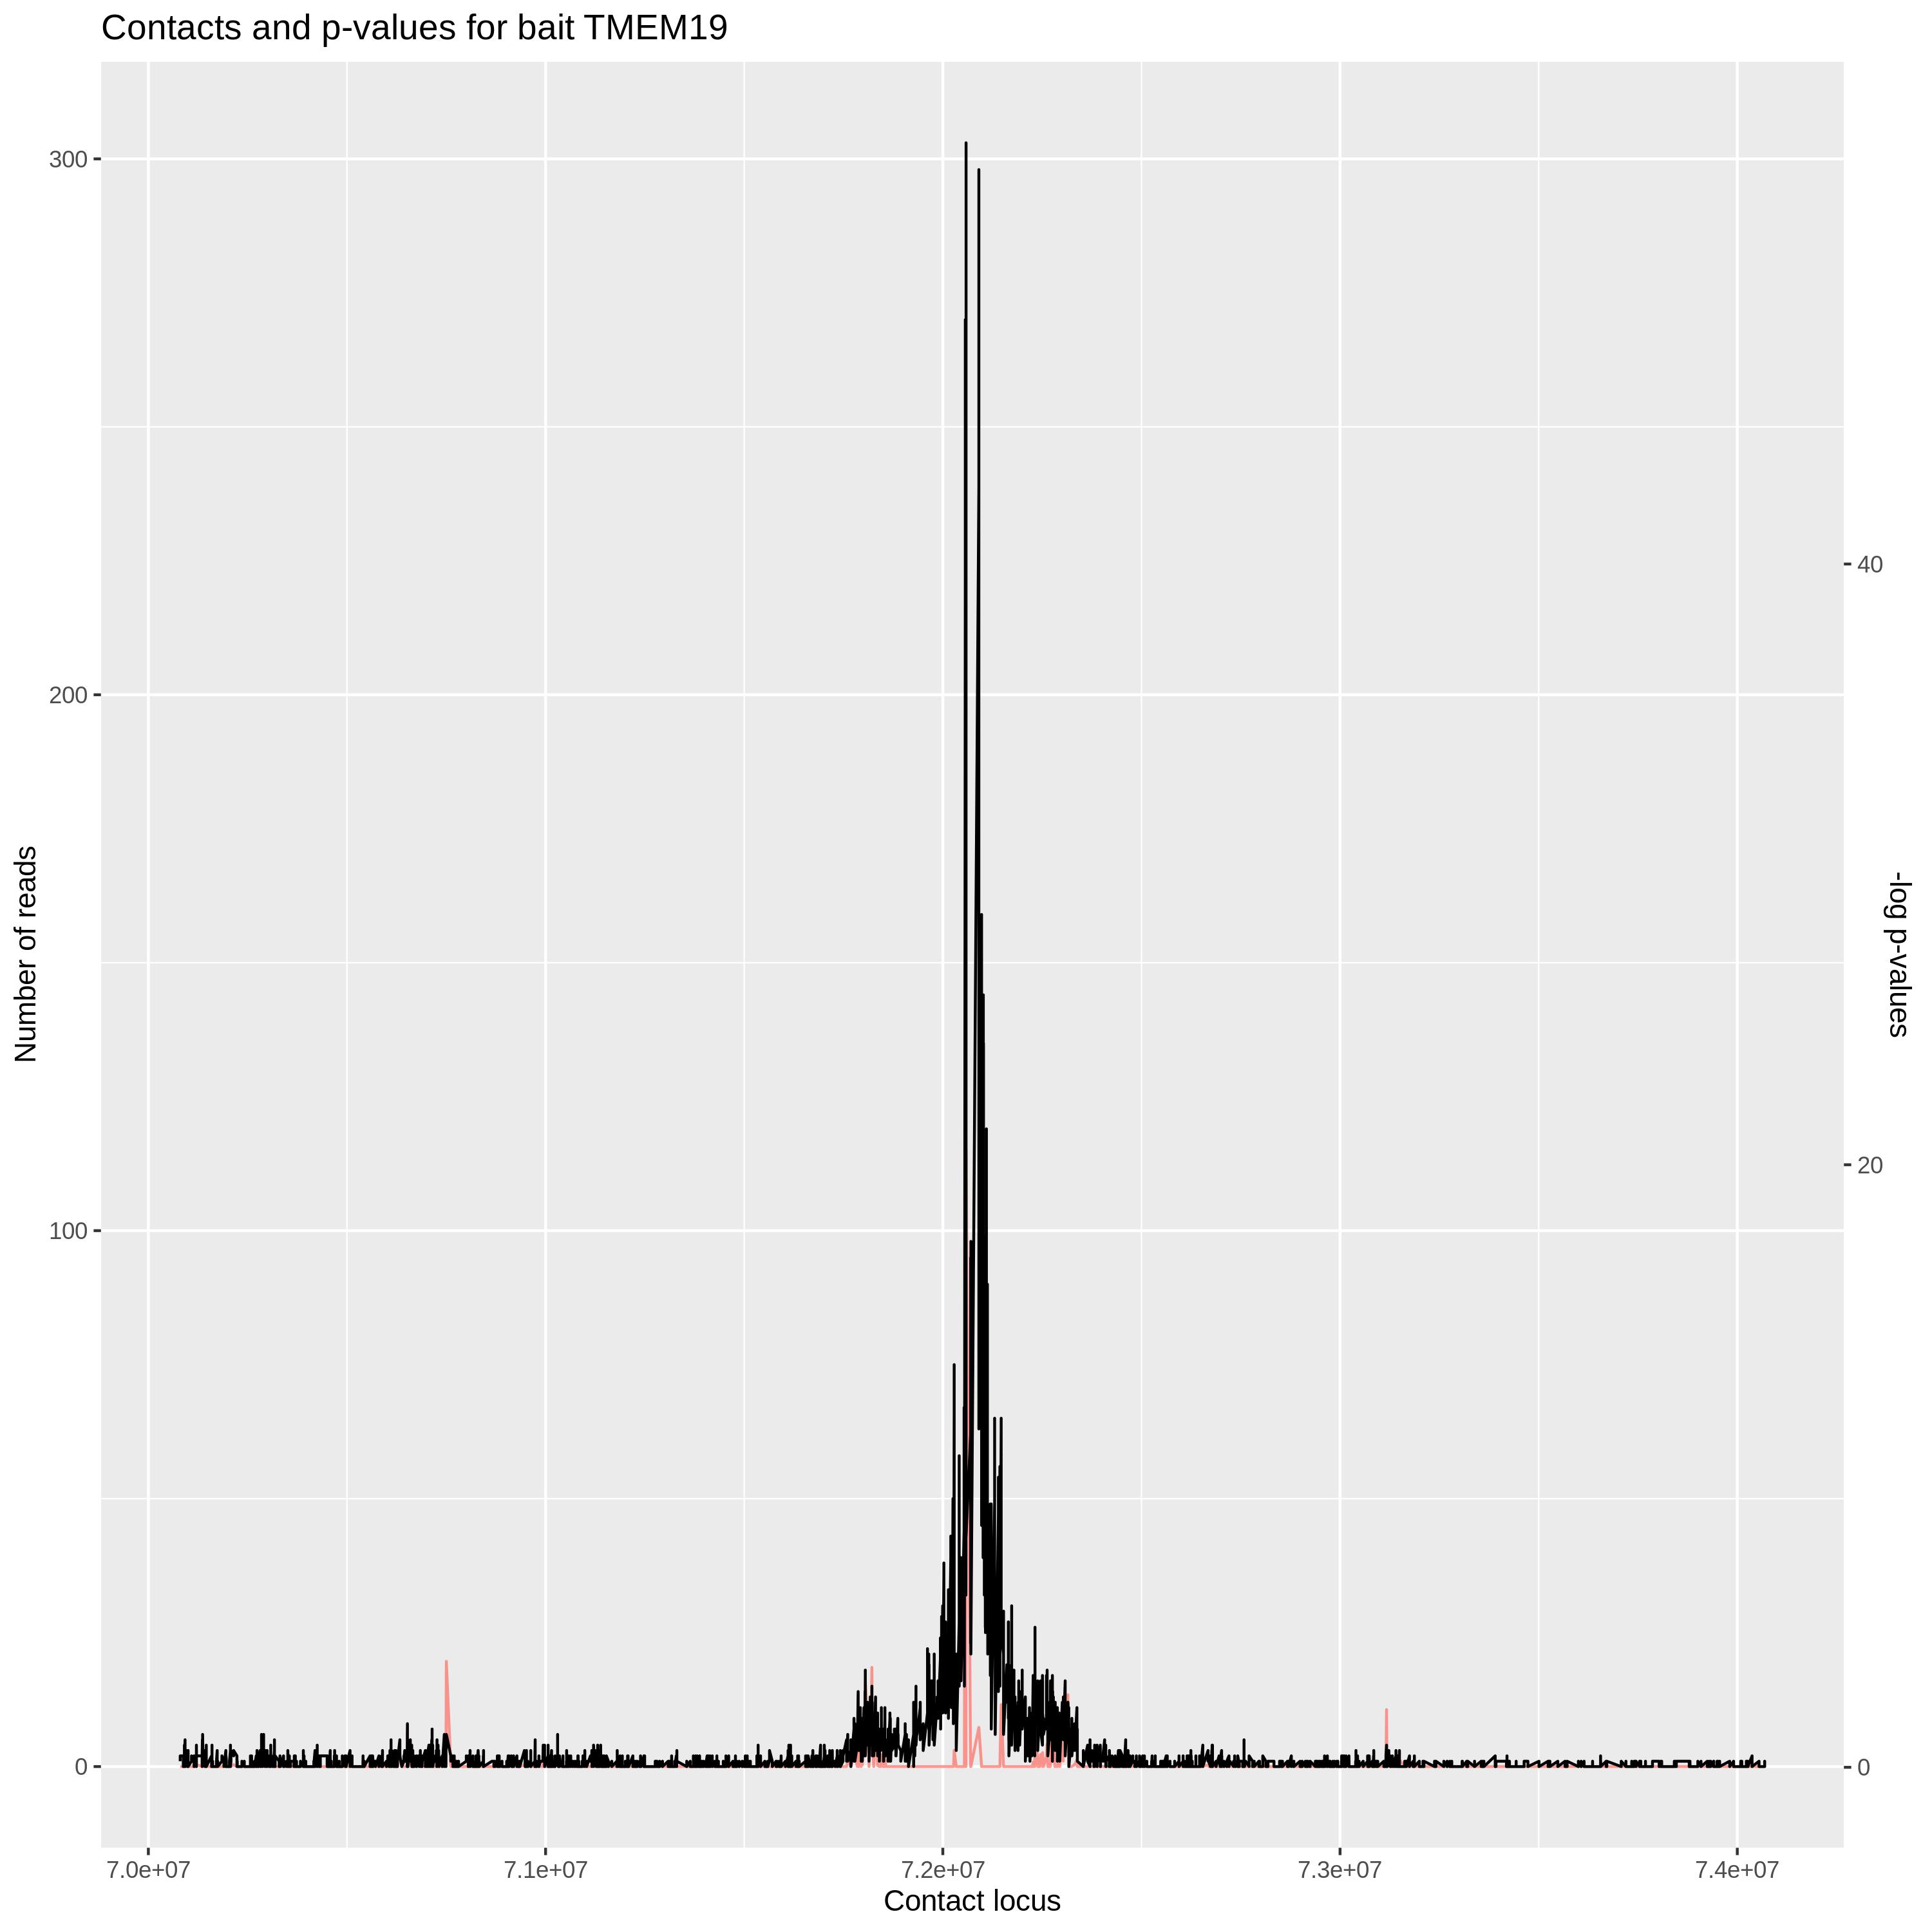 Contacts and p-values for bait TMEM19
300
200
100
0
Number of reads
40
20
0
-log p-values
7.0e+07 7.1e+07 7.2e+07 7.3e+07 7.4e+07
Contact locus